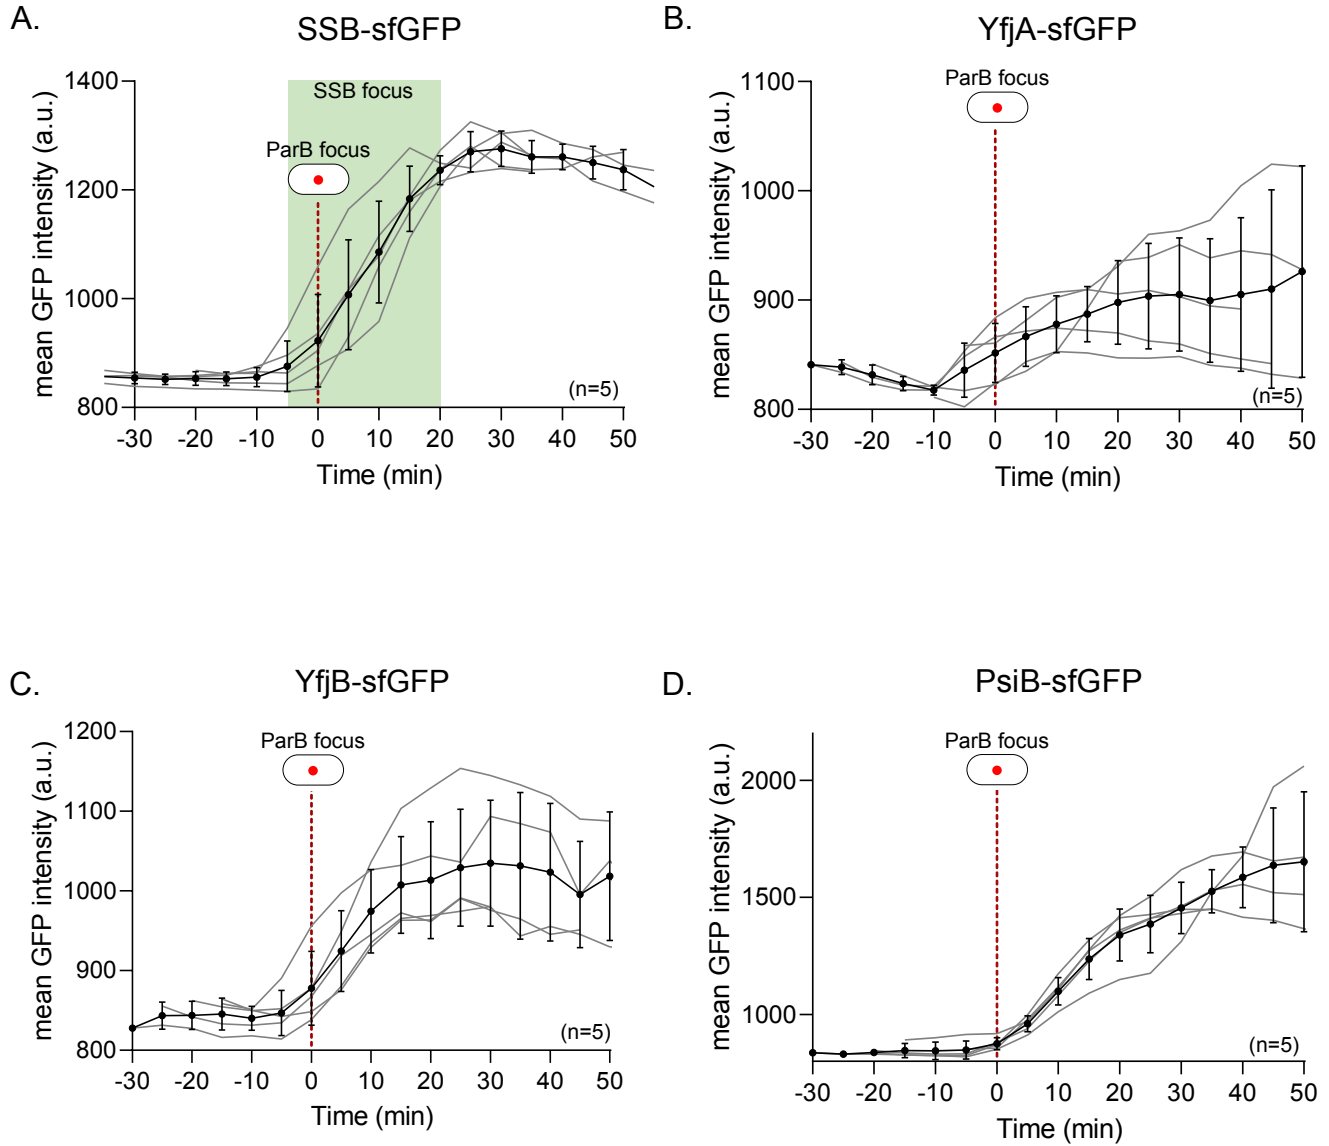 A.
SSB-sfGFP
mean GFP intensity (a.u.)
1400
1200
1000
800
SSB focus
ParB focus
(n=5)
-30 -20 -10 0 10 20 30 40 50
Time (min)
B.
YfjA-sfGFP
mean GFP intensity (a.u.)
1100
1000
900
800
ParB focus
(n=5)
-30 -20 -10 0 10 20 30 40 50
Time (min)
C.
YfjB-sfGFP
mean GFP intensity (a.u.)
1200
1100
1000
900
800
ParB focus
(n=5)
-30 -20 -10 0 10 20 30 40 50
Time (min)
D.
PsiB-sfGFP
mean GFP intensity (a.u.)
2000
1500
1000
ParB focus
(n=5)
-30 -20 -10 0 10 20 30 40 50
Time (min)